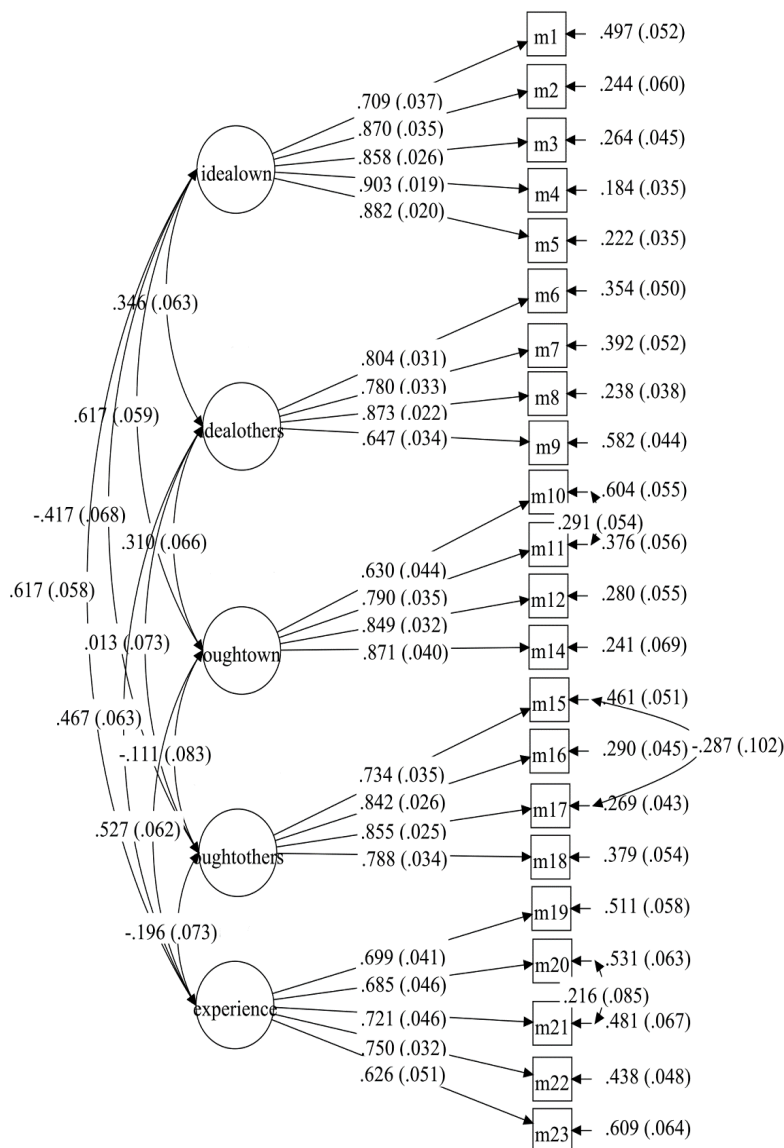 m1 .497 (.052)
m2 .244 (.060)
.709 (.037)
.870 (.035)
m3 .264 (.045)
.858 (.026)
idealown
.903 (.019)
m4 .184 (.035)
.882 (.020)
m5 .222 (.035)
m6 .354 (.050)
.346 (.063)
.804 (.031)
m7 .392 (.052)
.780 (.033)
m8 .238 (.038)
.617 (.059)
.873 (.022)
dealothers
.647 (.034)
m9 .582 (.044)
m10 .604 (.055)
-.417 (.068)
.291 (.054)
.310 (.066)
m11 .376 (.056)
.630 (.044)
.617 (.058)
.790 (.035)
m12 .280 (.055)
.849 (.032)
.013 (.073)
oughtown
.871 (.040)
m14 .241 (.069)
m15 .461 (.051)
.467 (.063)
-.287 (.102)
-.111 (.083)
m16 .290 (.045)
.734 (.035)
.842 (.026)
m17 .269 (.043)
.527 (.062)
.855 (.025)
oughtothers
.788 (.034)
m18 .379 (.054)
m19 .511 (.058)
-.196 (.073)
.699 (.041)
m20 .531 (.063)
.685 (.046)
.216 (.085)
experience
.721 (.046)
m21 .481 (.067)
.750 (.032)
.626 (.051)
m22 .438 (.048)
m23 .609 (.064)